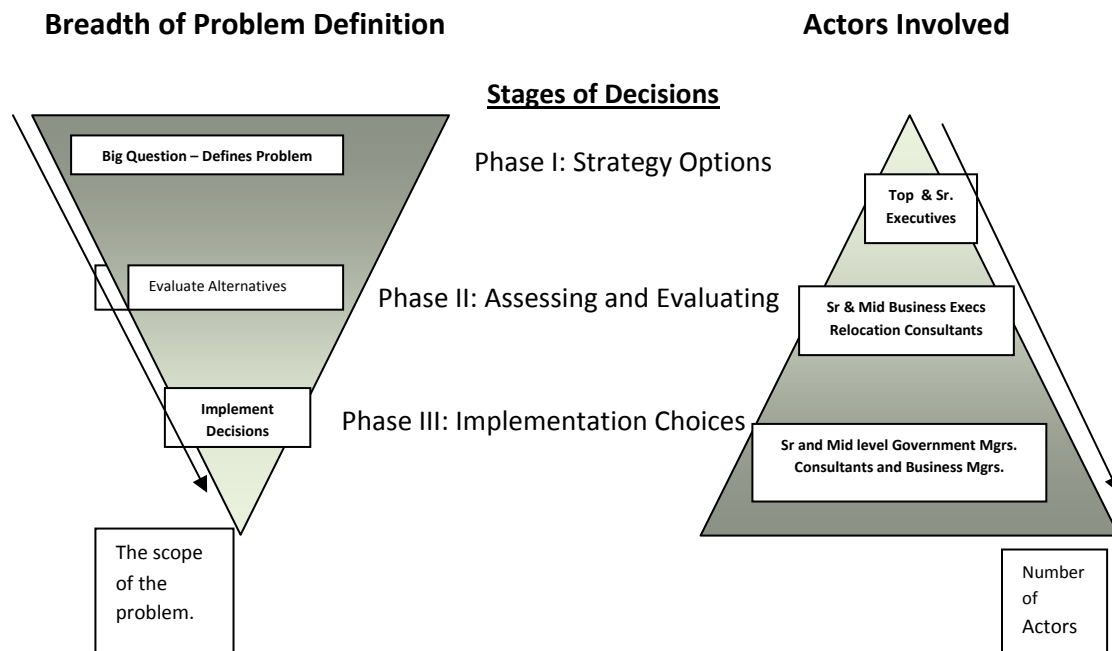 Breadth of Problem Definition
Actors Involved
Stages of Decisions
Big Question – Defines Problem
Phase I: Strategy Options
Top & Sr.
Executives
Evaluate Alternatives
Phase II: Assessing and Evaluating
Sr & Mid Business Execs
Relocation Consultants
Implement
Decisions
Phase III: Implementation Choices
Sr and Mid level Government Mgrs.
Consultants and Business Mgrs.
The scope
of the
problem.
Number
of
Actors